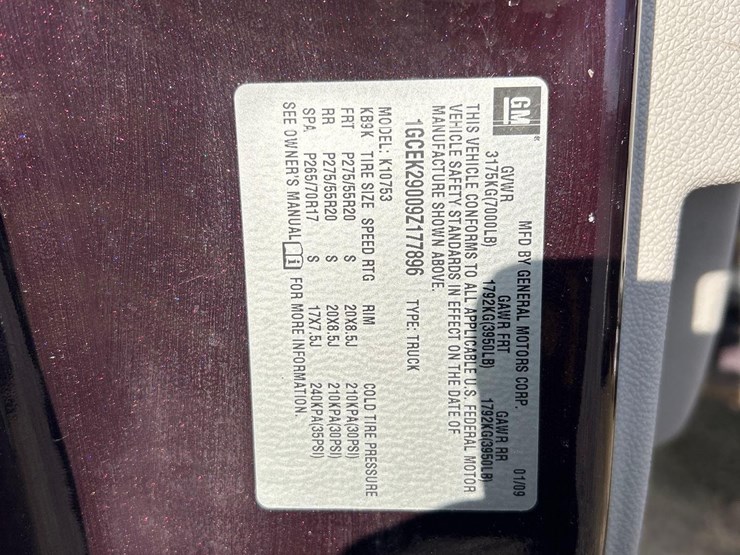 GM
MFD BY GENERAL MOTORS CORP. 01/09
GVWR GAWR FRT GAWR RR
3175KG(7000LB) 1792KG(3950LB) 1792KG(3950LB)
THIS VEHICLE CONFORMS TO ALL APPLICABLE U.S. FEDERAL MOTOR
VEHICLE SAFETY STANDARDS IN EFFECT ON THE DATE OF
MANUFACTURE SHOWN ABOVE.
1GCEK29009Z177896 TYPE: TRUCK
MODEL: K10753
KB9K TIRE SIZE SPEED RTG RIM COLD TIRE PRESSURE
FRT P275/55R20 S 20X8.5J 210KPA(30PSI)
RR P275/55R20 S 20X8.5J 210KPA(30PSI)
SPA P265/70R17 S 17X7.5J 240KPA(35PSI)
SEE OWNER'S MANUAL i FOR MORE INFORMATION.